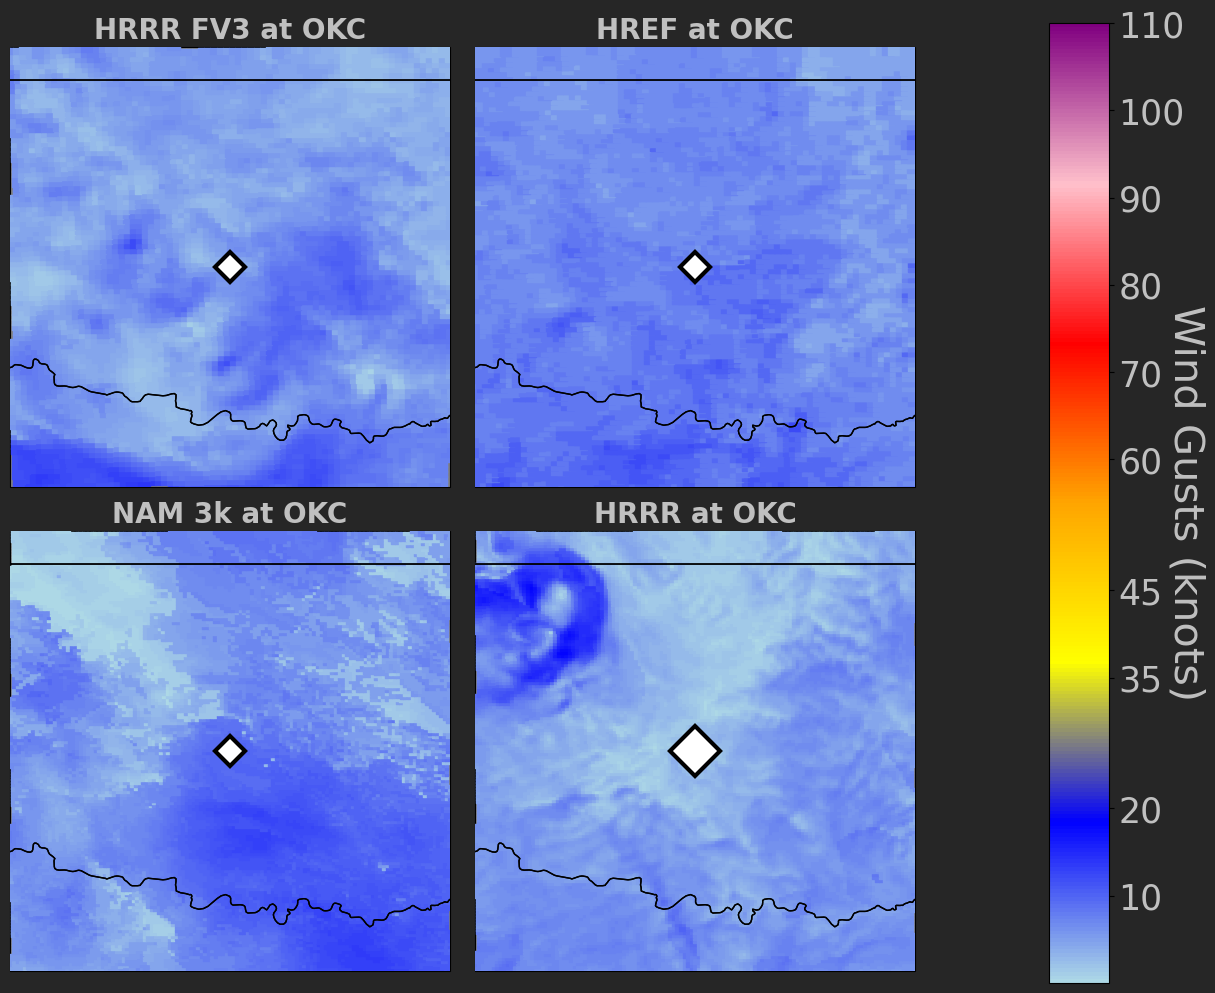 HRRR FV3 at OKC
HREF at OKC
NAM 3k at OKC
HRRR at OKC
110
100
90
80
70
60
45
35
20
10
Wind Gusts (knots)